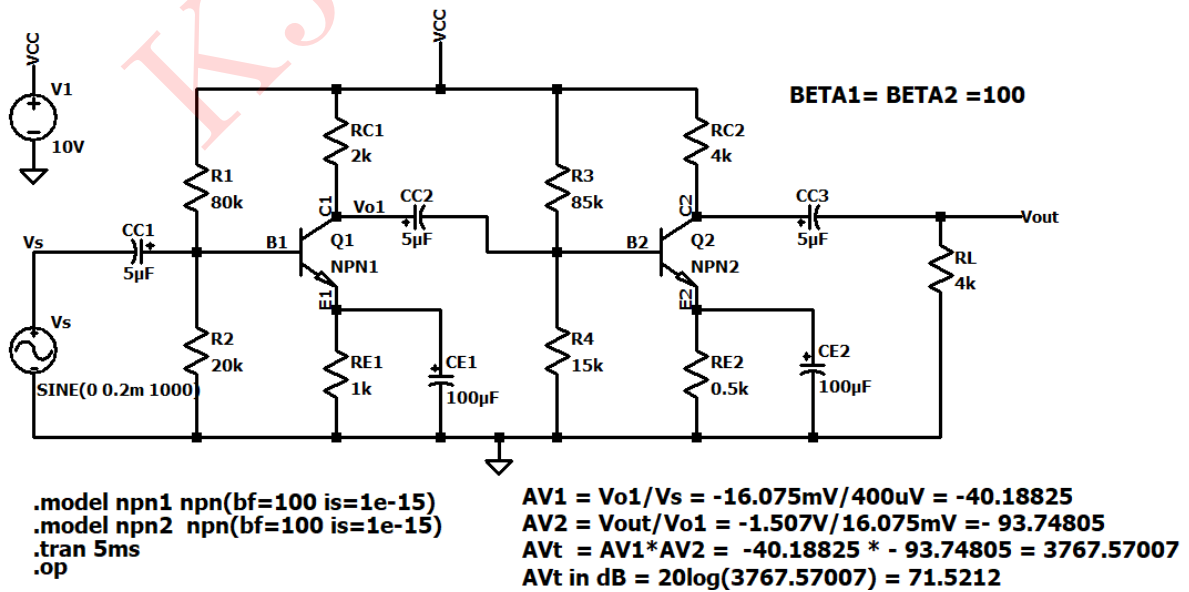 KJ
VCC
V1
10V
VCC
BETA1= BETA2 =100
R1
80k
RC1
2k
R3
85k
RC2
4k
C1
Vo1
CC2
5µF
C2
CC3
5µF
Vout
Vs
CC1
5µF
B1
Q1
NPN1
B2
Q2
NPN2
RL
4k
E1
E2
Vs
SINE(0 0.2m 1000)
R2
20k
RE1
1k
CE1
100µF
R4
15k
RE2
0.5k
CE2
100µF
.model npn1 npn(bf=100 is=1e-15)
.model npn2  npn(bf=100 is=1e-15)
.tran 5ms
.op
AV1 = Vo1/Vs = -16.075mV/400uV = -40.18825
AV2 = Vout/Vo1 = -1.507V/16.075mV =- 93.74805
AVt  = AV1*AV2 =  -40.18825 * - 93.74805 = 3767.57007
AVt in dB = 20log(3767.57007) = 71.5212